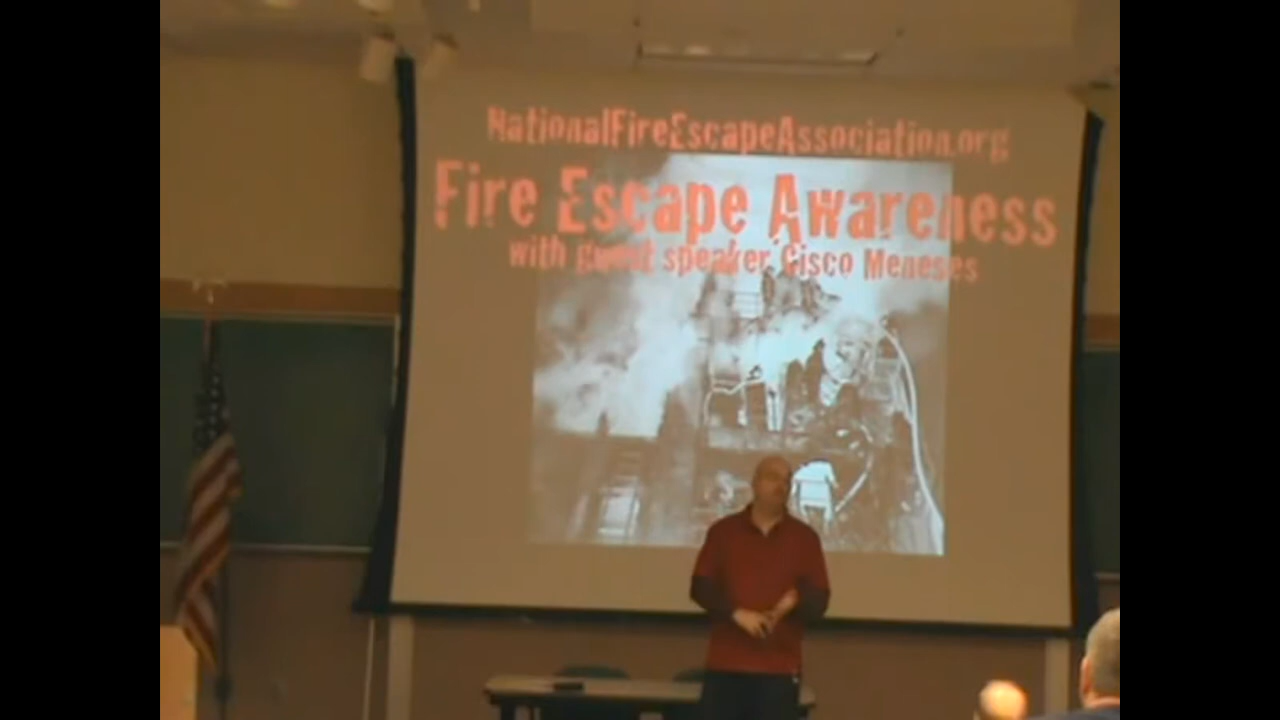 NationalFireEscapeAssociation.org
Fire Escape Awareness
with guest speaker Cisco Meneses